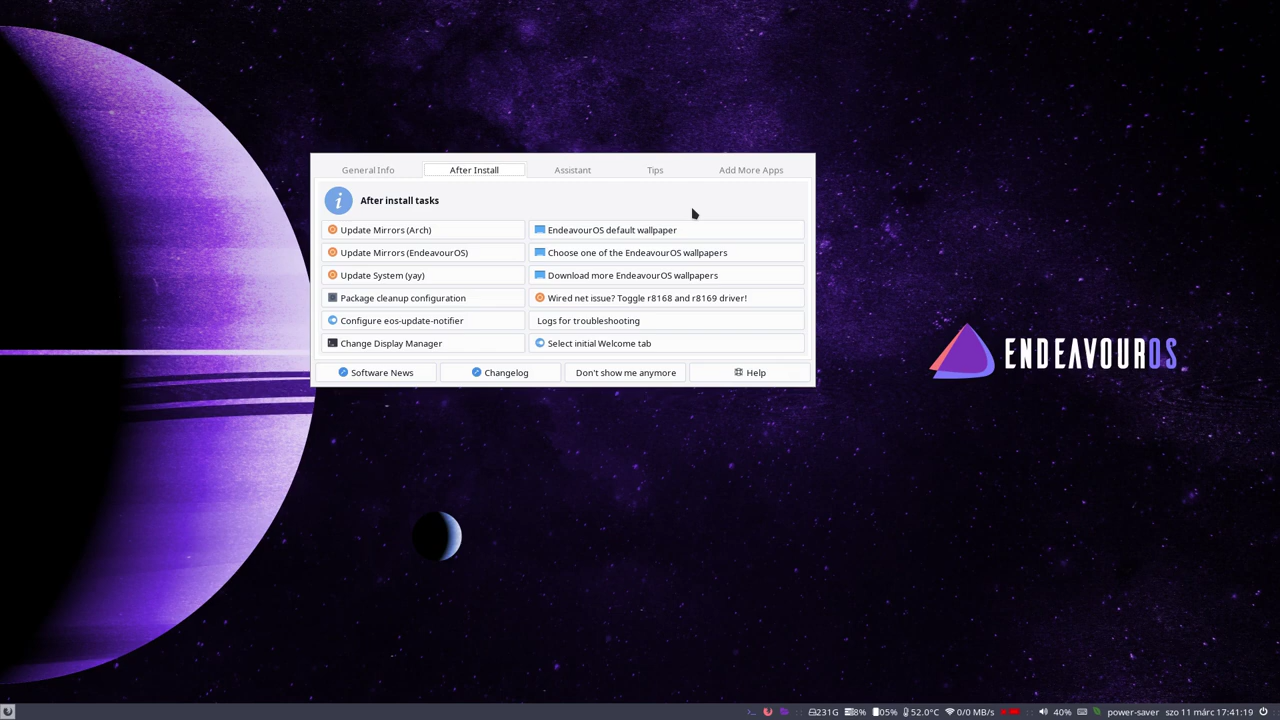 General Info After Install Assistant Tips Add More Apps
After install tasks
Update Mirrors (Arch) EndeavourOS default wallpaper
Update Mirrors (EndeavourOS) Choose one of the EndeavourOS wallpapers
Update System (yay) Download more EndeavourOS wallpapers
Package cleanup configuration Wired net issue? Toggle r8168 and r8169 driver!
Configure eos-update-notifier Logs for troubleshooting
Change Display Manager Select initial Welcome tab
Software News Changelog Don't show me anymore Help
ENDEAVOUROS
231G 8% 05% 52.0°C 0/0 MB/s 40% power-saver szo 11 márc 17:41:19